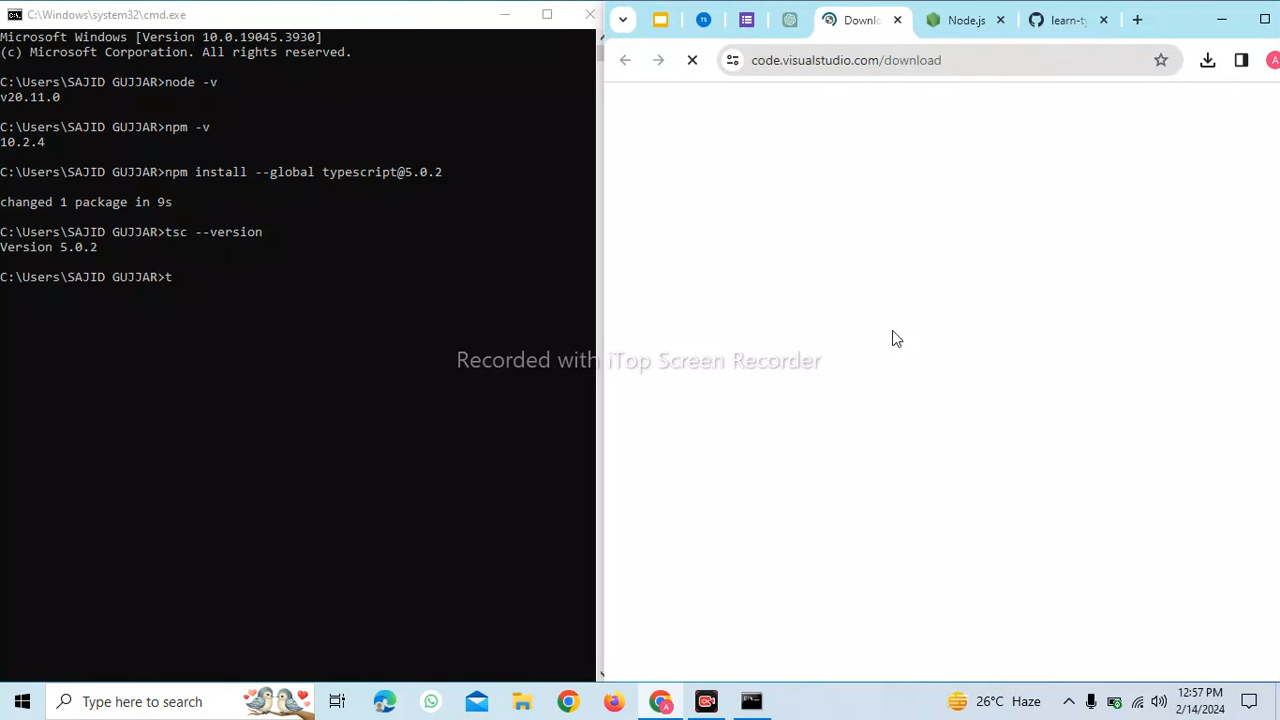 C:\Windows\system32\cmd.exe
Microsoft Windows [Version 10.0.19045.3930]
(c) Microsoft Corporation. All rights reserved.
C:\Users\SAJID GUJJAR>node -v
v20.11.0
C:\Users\SAJID GUJJAR>npm -v
10.2.4
C:\Users\SAJID GUJJAR>npm install --global typescript@5.0.2
changed 1 package in 9s
C:\Users\SAJID GUJJAR>tsc --version
Version 5.0.2
C:\Users\SAJID GUJJAR>t
TS
Downlo
Node.js
learn-ty
code.visualstudio.com/download
A
Recorded with iTop Screen Recorder
Type here to search
A
26°C Haze
:57 PM
2/14/2024